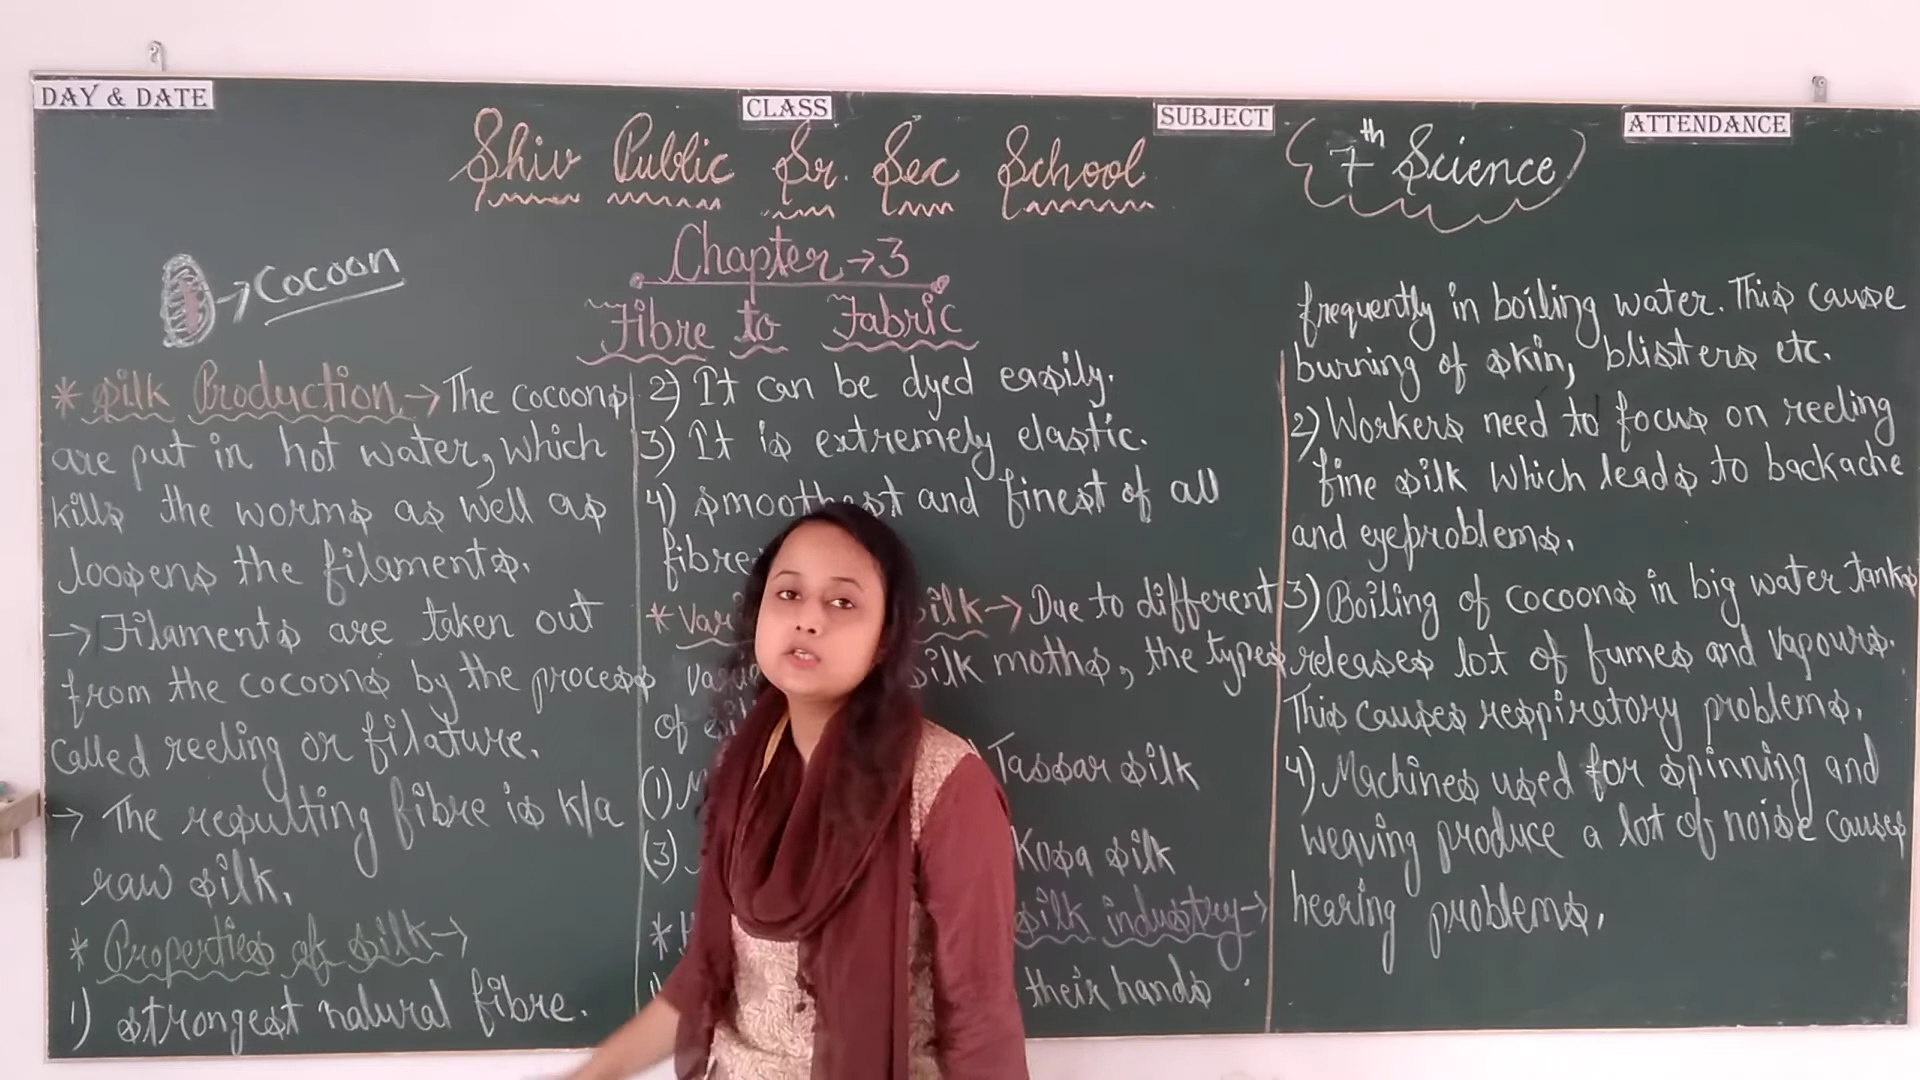 DAY & DATE
CLASS
SUBJECT
ATTENDANCE
Shiv Public Sr. Sec School
7th Science
Chapter → 3
Fibre to Fabric
→ Cocoon
* Silk Production → The cocoons
are put in hot water, which
kills the worms as well as
loosens the filaments.
→ Filaments are taken out
from the cocoons by the process
called reeling or filature.
→ The resulting fibre is k/a
raw silk.
* Properties of silk →
1) strongest natural fibre.
2) It can be dyed easily.
3) It is extremely elastic.
4) smoothest and finest of all
fibre
* silk → Due to different
silk moths, the types
of
(1) Tassar silk
(3) Kosa silk
* silk industry →
their hands
frequently in boiling water. This cause
burning of skin, blisters etc.
2) Workers need to focus on reeling
fine silk which leads to backache
and eyeproblems.
3) Boiling of cocoons in big water tanks
releases lot of fumes and vapours.
This causes respiratory problems.
4) Machines used for spinning and
weaving produce a lot of noise causes
hearing problems.